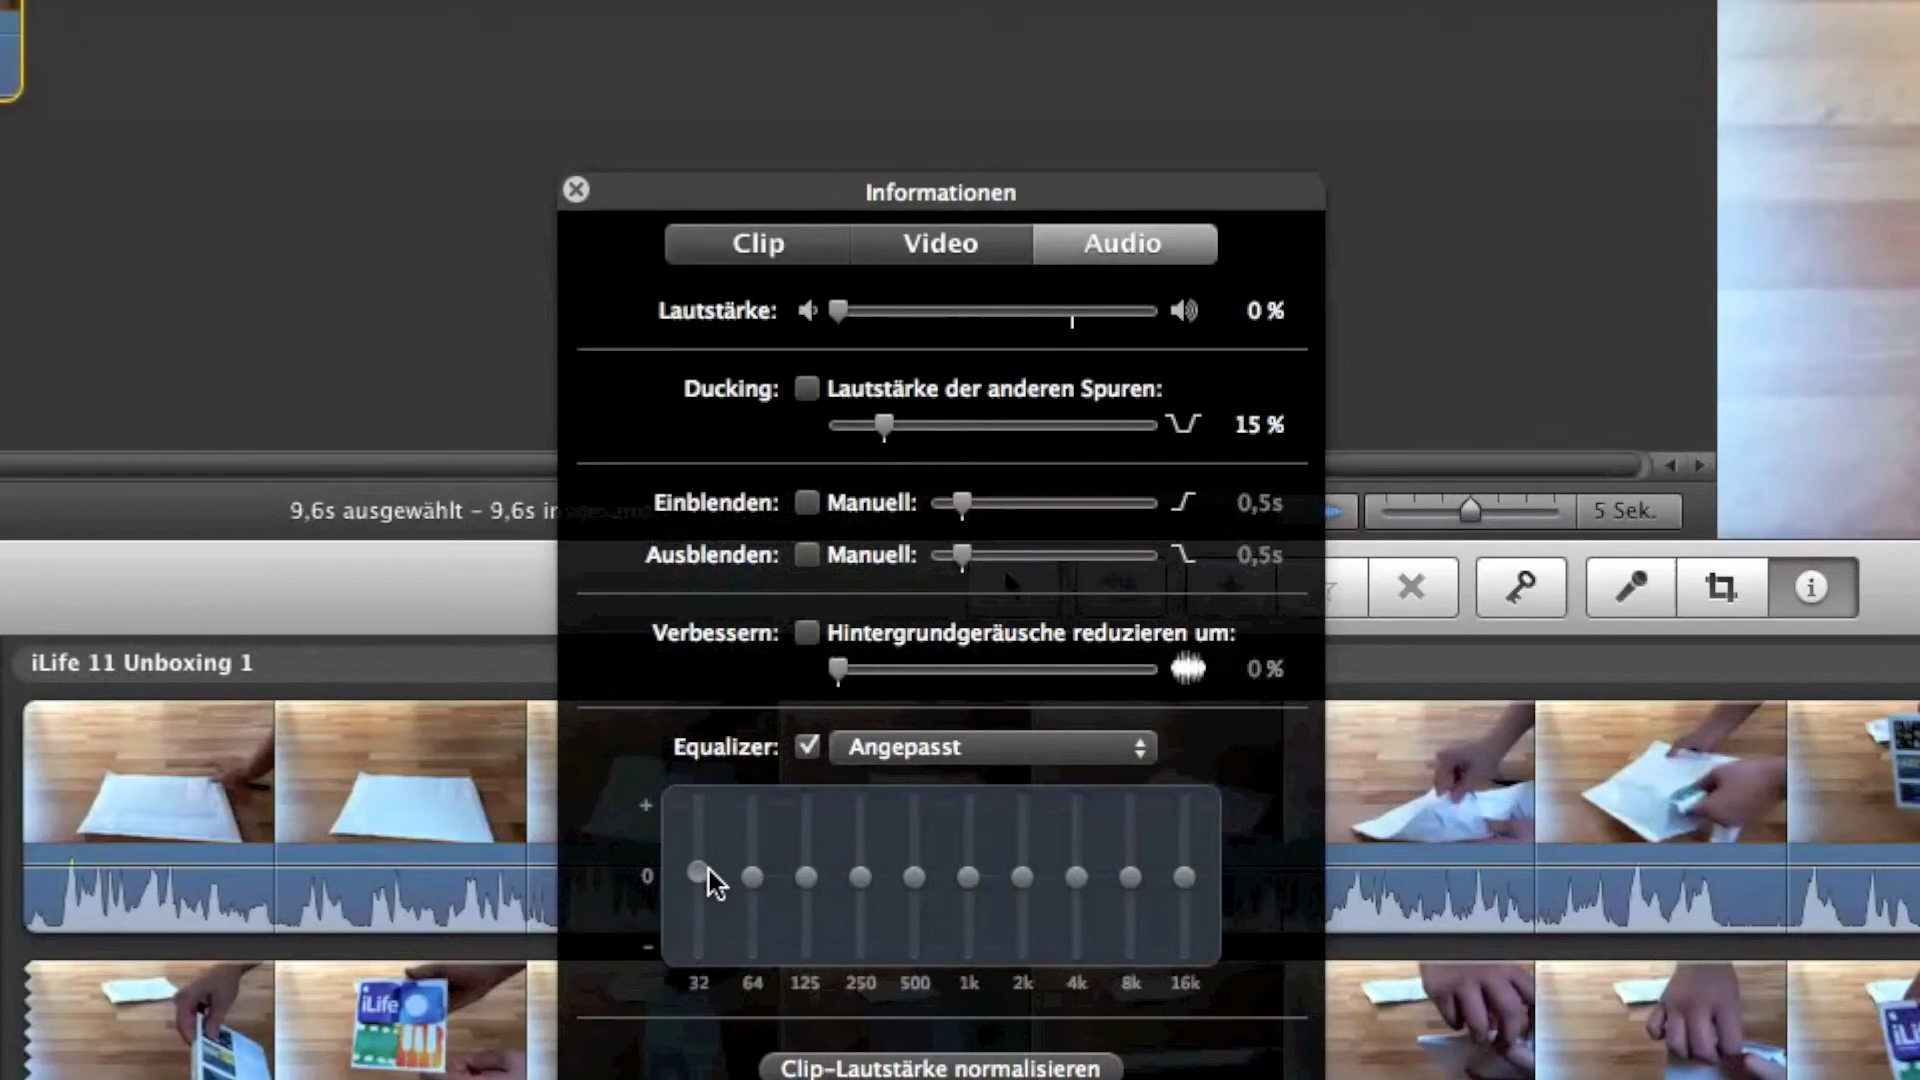 Informationen
Clip Video Audio
Lautstärke: 0 %
Ducking: Lautstärke der anderen Spuren:
15 %
9,6s ausgewählt – 9,6s in
Einblenden: Manuell: 0,5s
5 Sek.
Ausblenden: Manuell: 0,5s
Verbessern: Hintergrundgeräusche reduzieren um:
0 %
iLife 11 Unboxing 1
Equalizer: Angepasst
+
0
–
32 64 125 250 500 1k 2k 4k 8k 16k
iLife
Clip-Lautstärke normalisieren